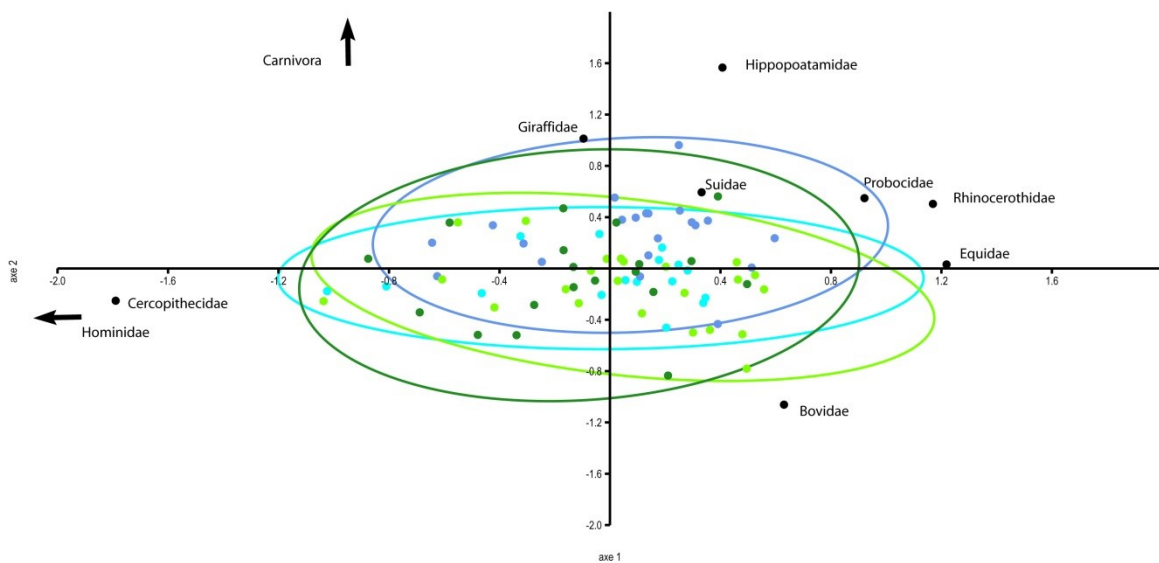 1.6
Hippopoatamidae
Carnivora
1.2
Giraffidae
0.8
Suidae
Probocidae
Rhinocerothidae
0.4
Equidae
axe 2
-2.0 -1.6 -1.2 -0.8 -0.4 0.4 0.8 1.2 1.6
Cercopithecidae
Hominidae
-0.4
-0.8
Bovidae
-1.2
-1.6
-2.0
axe 1